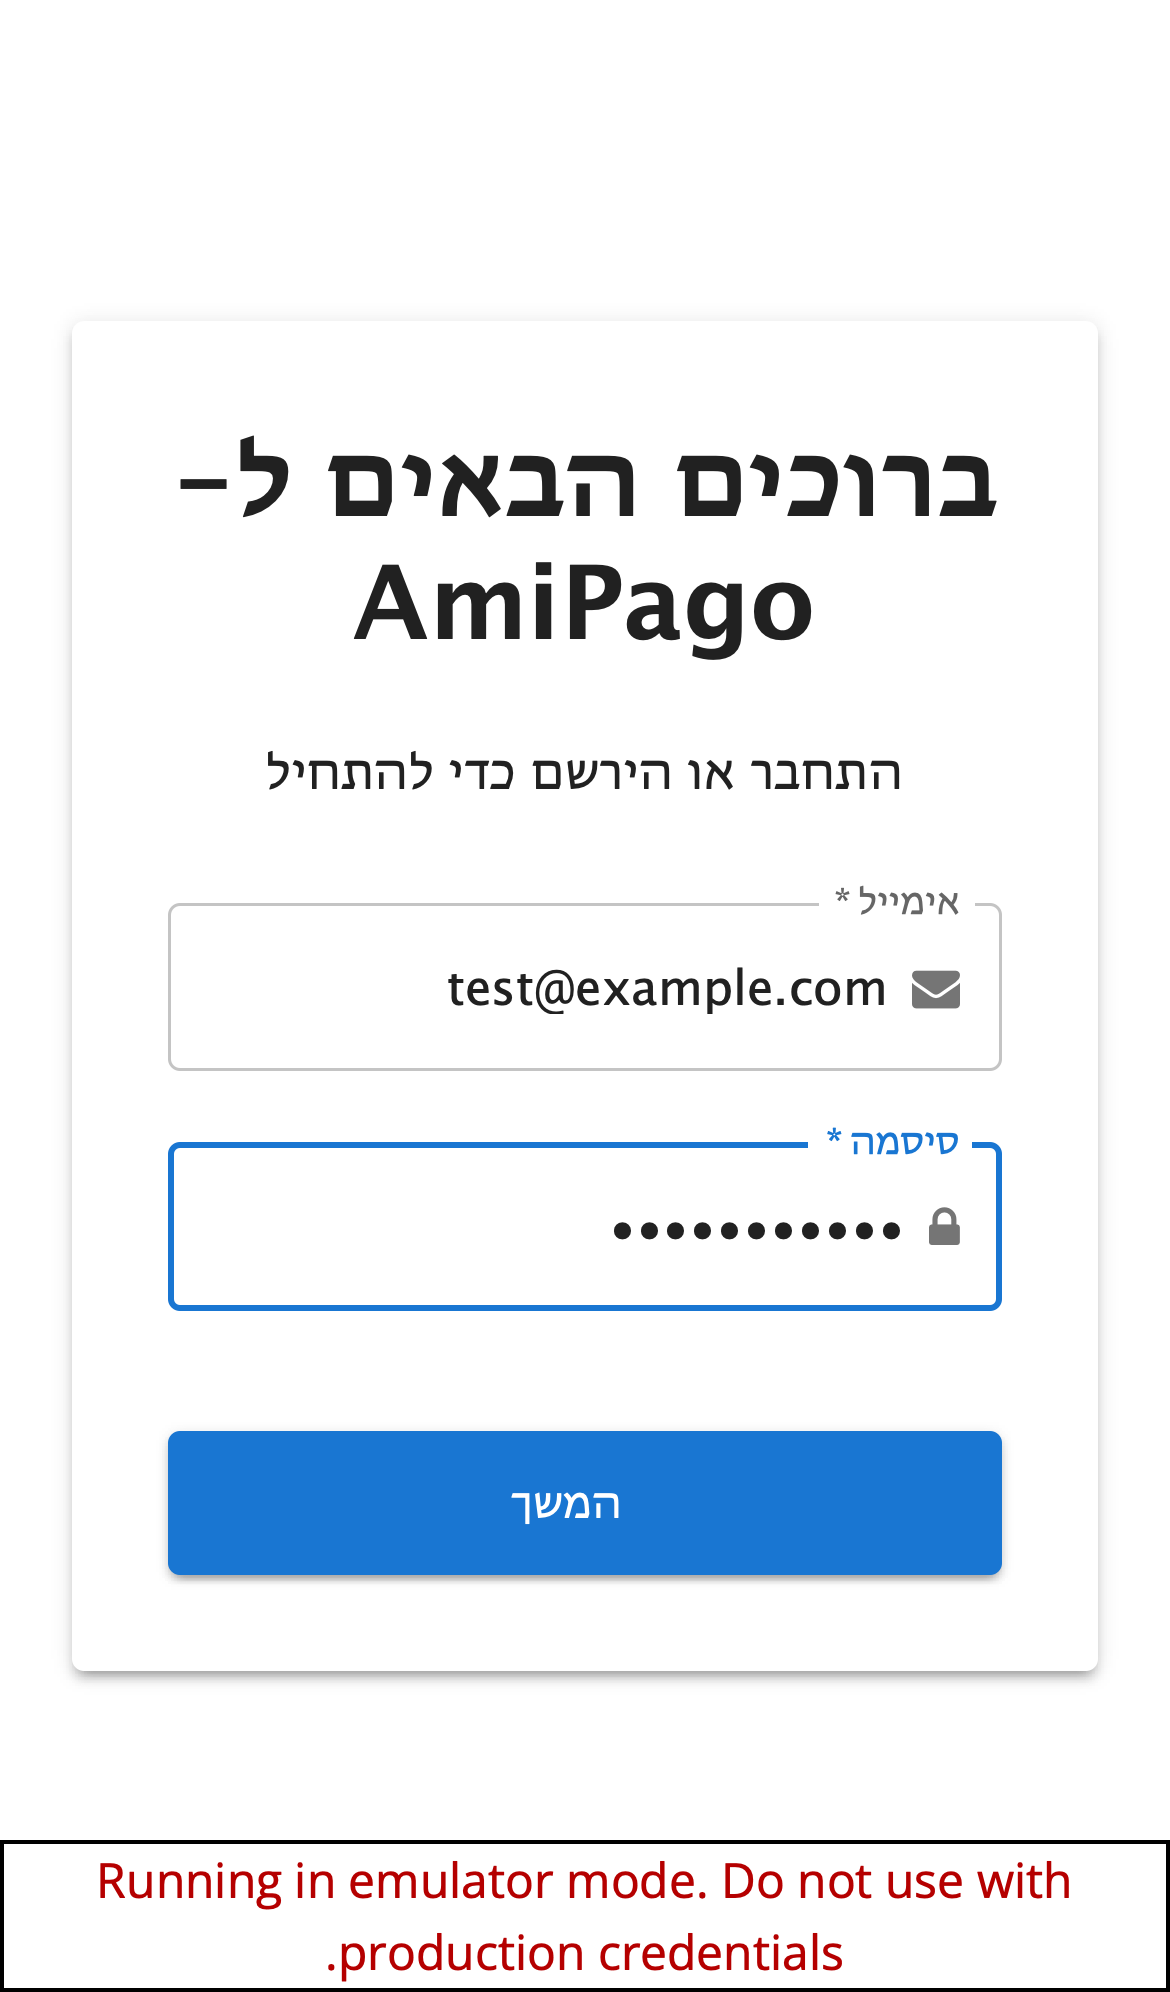 ברוכים הבאים ל-
AmiPago
התחבר או הירשם כדי להתחיל
אימייל *
test@example.com
סיסמה *
•••••••••••
המשך
Running in emulator mode. Do not use with
production credentials.